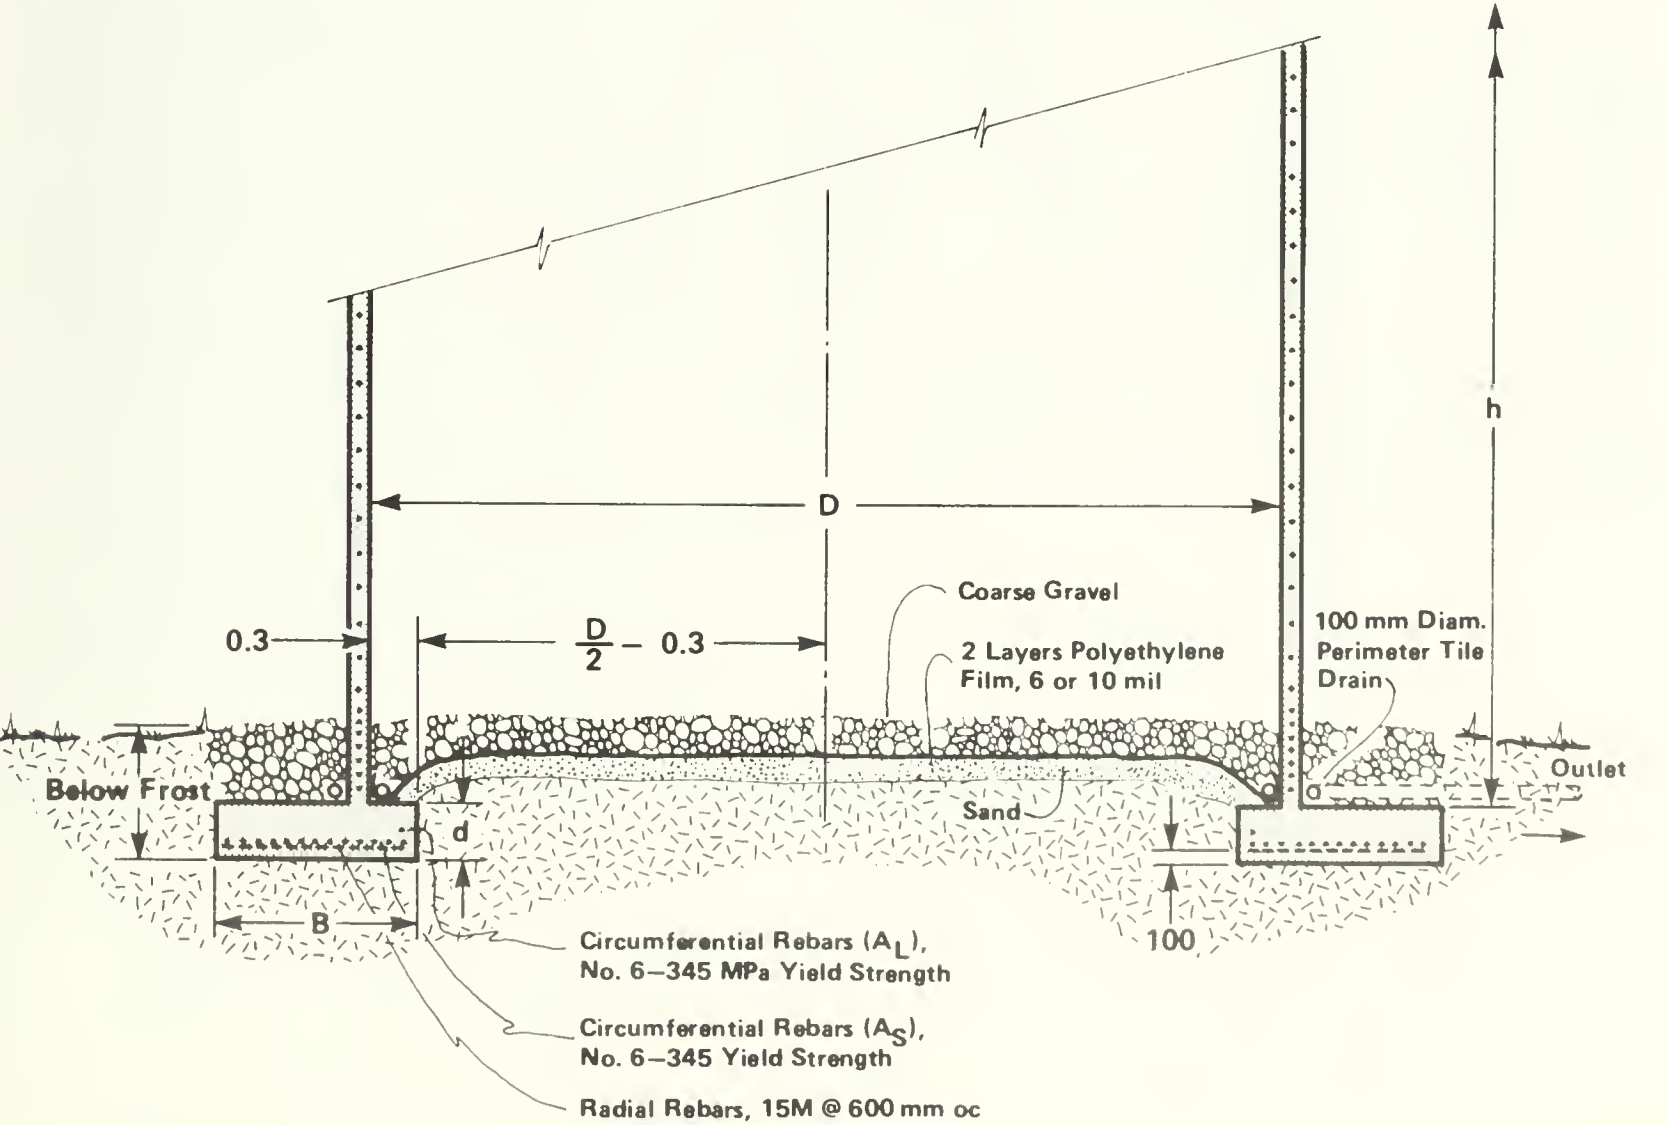 h
D
Coarse Gravel
0.3
D/2 – 0.3
2 Layers Polyethylene
Film, 6 or 10 mil
100 mm Diam.
Perimeter Tile
Drain
Outlet
Below Frost
d
Sand
B
100
Circumferential Rebars (A_L),
No. 6–345 MPa Yield Strength
Circumferential Rebars (A_S),
No. 6–345 Yield Strength
Radial Rebars, 15M @ 600 mm oc